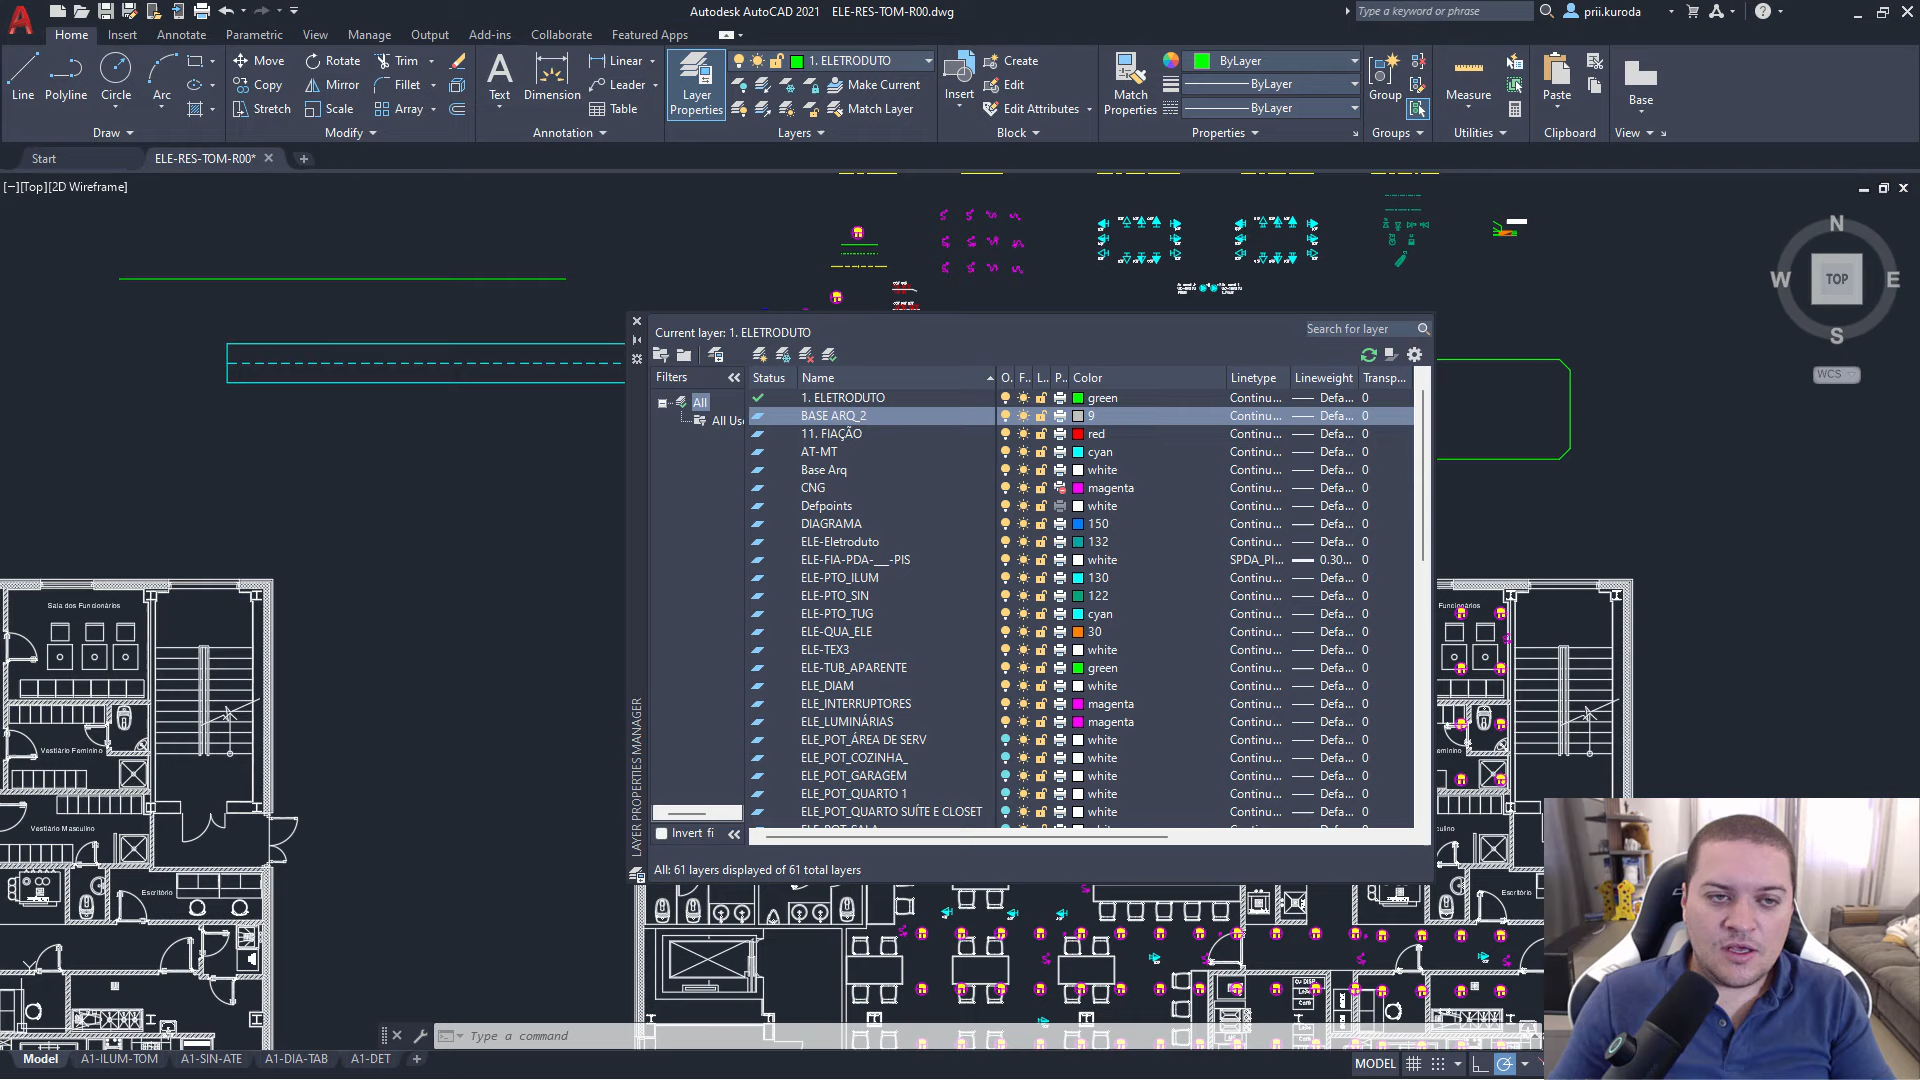 Autodesk AutoCAD 2021 ELE-RES-TOM-R00.dwg
Type a keyword or phrase
prii.kuroda
Home Insert Annotate Parametric View Manage Output Add-ins Collaborate Featured Apps
Line Polyline Circle Arc
Move Rotate Trim
Copy Mirror Fillet
Stretch Scale Array
Text Dimension
Linear
Leader
Table
Layer Properties
1. ELETRODUTO
Make Current
Match Layer
Insert
Create
Edit
Edit Attributes
Match Properties
ByLayer
ByLayer
ByLayer
Group
Measure
Paste
Base
Draw Modify Annotation Layers Block Properties Groups Utilities Clipboard View
Start ELE-RES-TOM-R00*
[−][Top][2D Wireframe]
N
W TOP E
S
WCS
Current layer: 1. ELETRODUTO
Search for layer
Filters
All
All Use
Invert fi
Status Name O. F.. L.. P.. Color Linetype Lineweight Transp...
1. ELETRODUTO green Continu... Defa... 0
BASE ARQ_2 9 Continu... Defa... 0
11. FIAÇÃO red Continu... Defa... 0
AT-MT cyan Continu... Defa... 0
Base Arq white Continu... Defa... 0
CNG magenta Continu... Defa... 0
Defpoints white Continu... Defa... 0
DIAGRAMA 150 Continu... Defa... 0
ELE-Eletroduto 132 Continu... Defa... 0
ELE-FIA-PDA-___-PIS white SPDA_PI... 0.30... 0
ELE-PTO_ILUM 130 Continu... Defa... 0
ELE-PTO_SIN 122 Continu... Defa... 0
ELE-PTO_TUG cyan Continu... Defa... 0
ELE-QUA_ELE 30 Continu... Defa... 0
ELE-TEX3 white Continu... Defa... 0
ELE-TUB_APARENTE green Continu... Defa... 0
ELE_DIAM white Continu... Defa... 0
ELE_INTERRUPTORES magenta Continu... Defa... 0
ELE_LUMINÁRIAS magenta Continu... Defa... 0
ELE_POT_ÁREA DE SERV white Continu... Defa... 0
ELE_POT_COZINHA_ white Continu... Defa... 0
ELE_POT_GARAGEM white Continu... Defa... 0
ELE_POT_QUARTO 1 white Continu... Defa... 0
ELE_POT_QUARTO SUÍTE E CLOSET white Continu... Defa... 0
LAYER PROPERTIES MANAGER
All: 61 layers displayed of 61 total layers
Sala dos Funcionários
Vestiário Feminino
Vestiário Masculino
Escritório
Funcionários
Escritório
Type a command
Model A1-ILUM-TOM A1-SIN-ATE A1-DIA-TAB A1-DET
MODEL